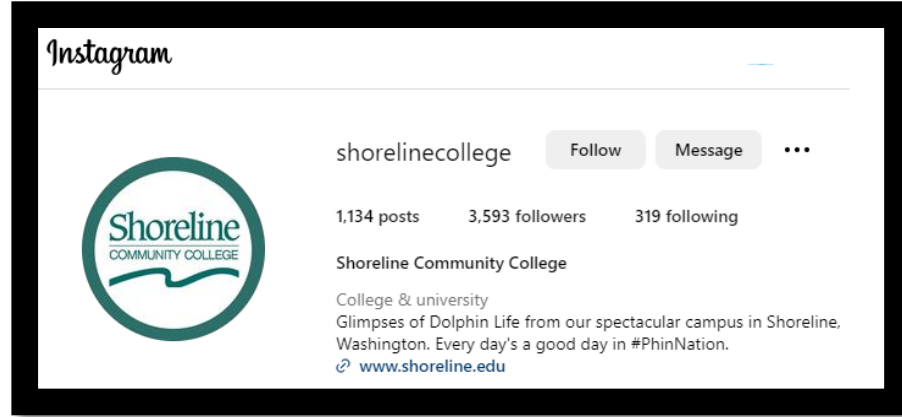 Instagram
shorelinecollege Follow Message
1,134 posts 3,593 followers 319 following
Shoreline
COMMUNITY COLLEGE
Shoreline Community College
College & university
Glimpses of Dolphin Life from our spectacular campus in Shoreline,
Washington. Every day's a good day in #PhinNation.
www.shoreline.edu